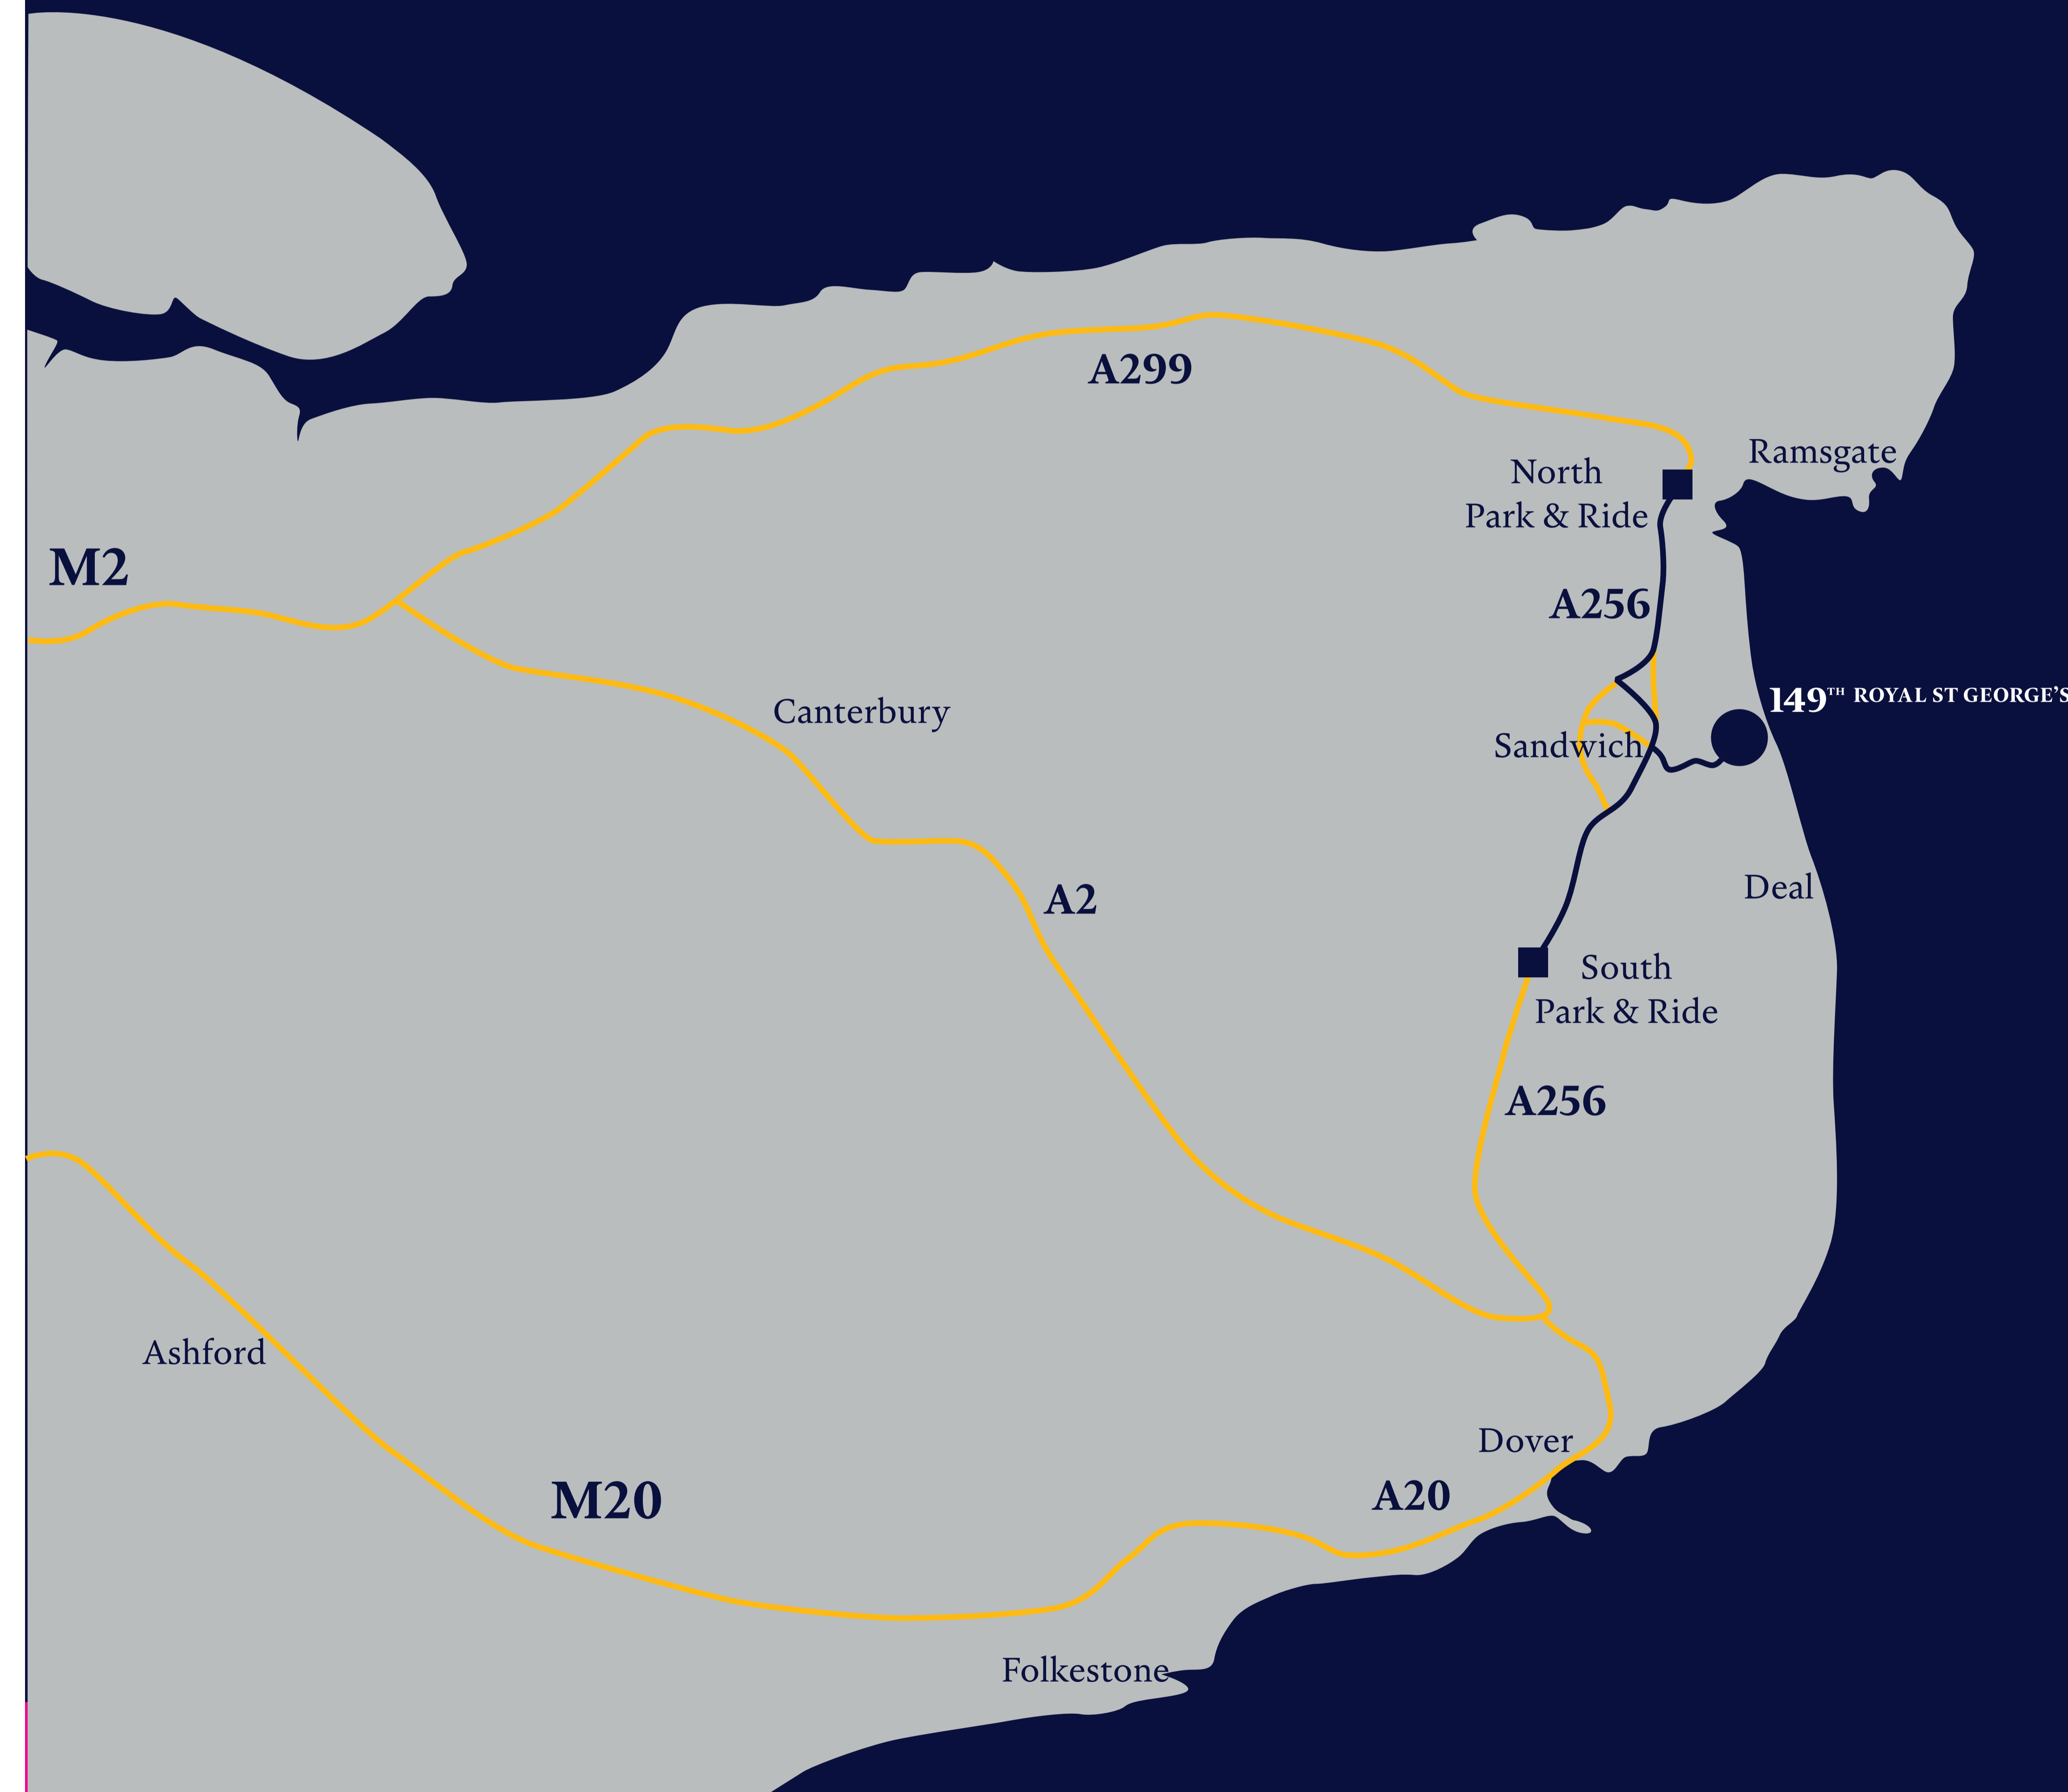 A299
Ramsgate
North
Park & Ride
M2
A256
149TH ROYAL ST GEORGE'S
Canterbury
Sandwich
Deal
A2
South
Park & Ride
A256
Ashford
Dover
M20
A20
Folkestone